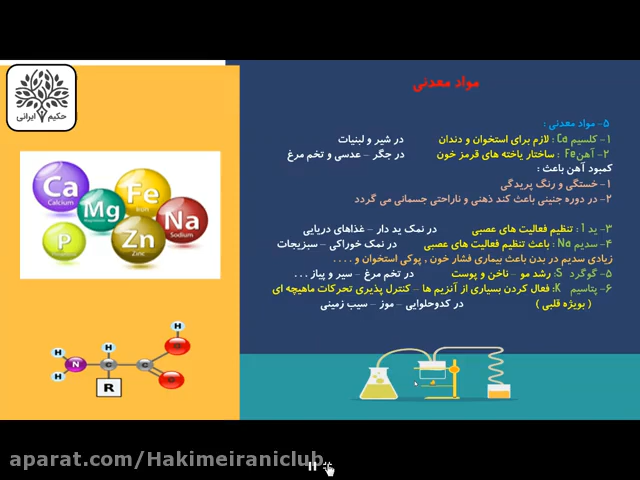 حکیم ایرانی
مواد معدنی
۵- مواد معدنی :
۱- کلسیم Ca : لازم برای استخوان و دندان در شیر و لبنیات
۲- آهن Fe : ساختار یاخته های قرمز خون در جگر - عدسی و تخم مرغ
کمبود آهن باعث :
۱- خستگی و رنگ پریدگی
۲- در دوره جنینی باعث کند ذهنی و ناراحتی جسمانی می گردد
۳- ید I : تنظیم فعالیت های عصبی در نمک ید دار - غذاهای دریایی
۴- سدیم Na : باعث تنظیم فعالیت های عصبی در نمک خوراکی - سبزیجات
زیادی سدیم در بدن باعث بیماری فشار خون , پوکی استخوان و . . . .
۵- گوگرد S: رشد مو - ناخن و پوست در تخم مرغ - سیر و پیاز . . .
۶- پتاسیم K: فعال کردن بسیاری از آنزیم ها - کنترل پذیری تحرکات ماهیچه ای
( بویژه قلبی ) در کدوحلوایی - موز - سیب زمینی
Ca
Calcium
Mg
magnesium
Fe
Iron
Na
Sodium
P
Zn
Zinc
H
H
H
N
C
C
O
O
H
R
aparat.com/Hakimeiraniclub